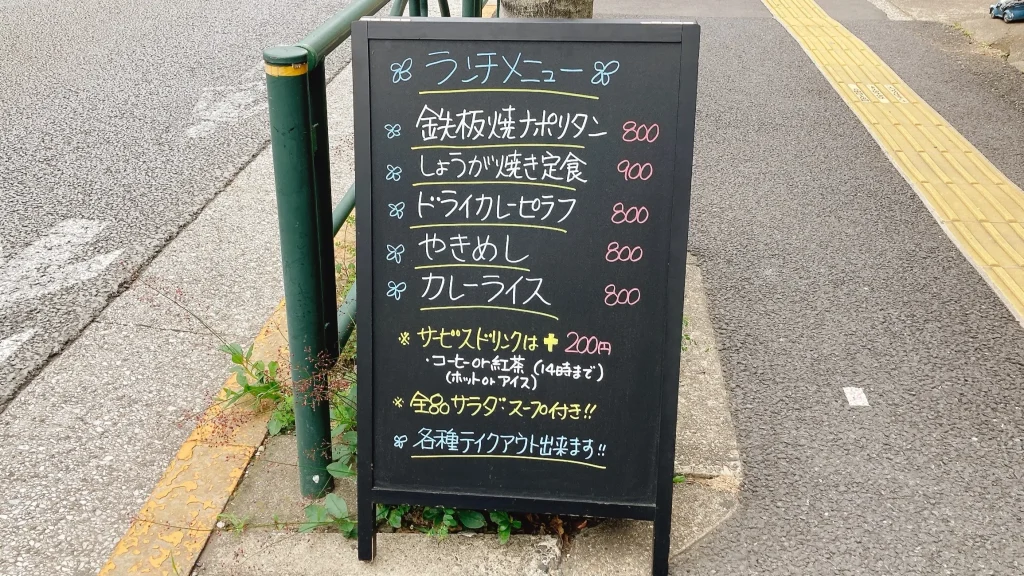 ランチメニュー
鉄板焼ナポリタン 800
しょうが焼き定食 900
ドライカレーピラフ 800
やきめし 800
カレーライス 800
※サービスドリンクは+200円
・コーヒーor紅茶(14時まで)
(ホットorアイス)
※全品サラダ・スープ付き!!
各種テイクアウト出来ます!!